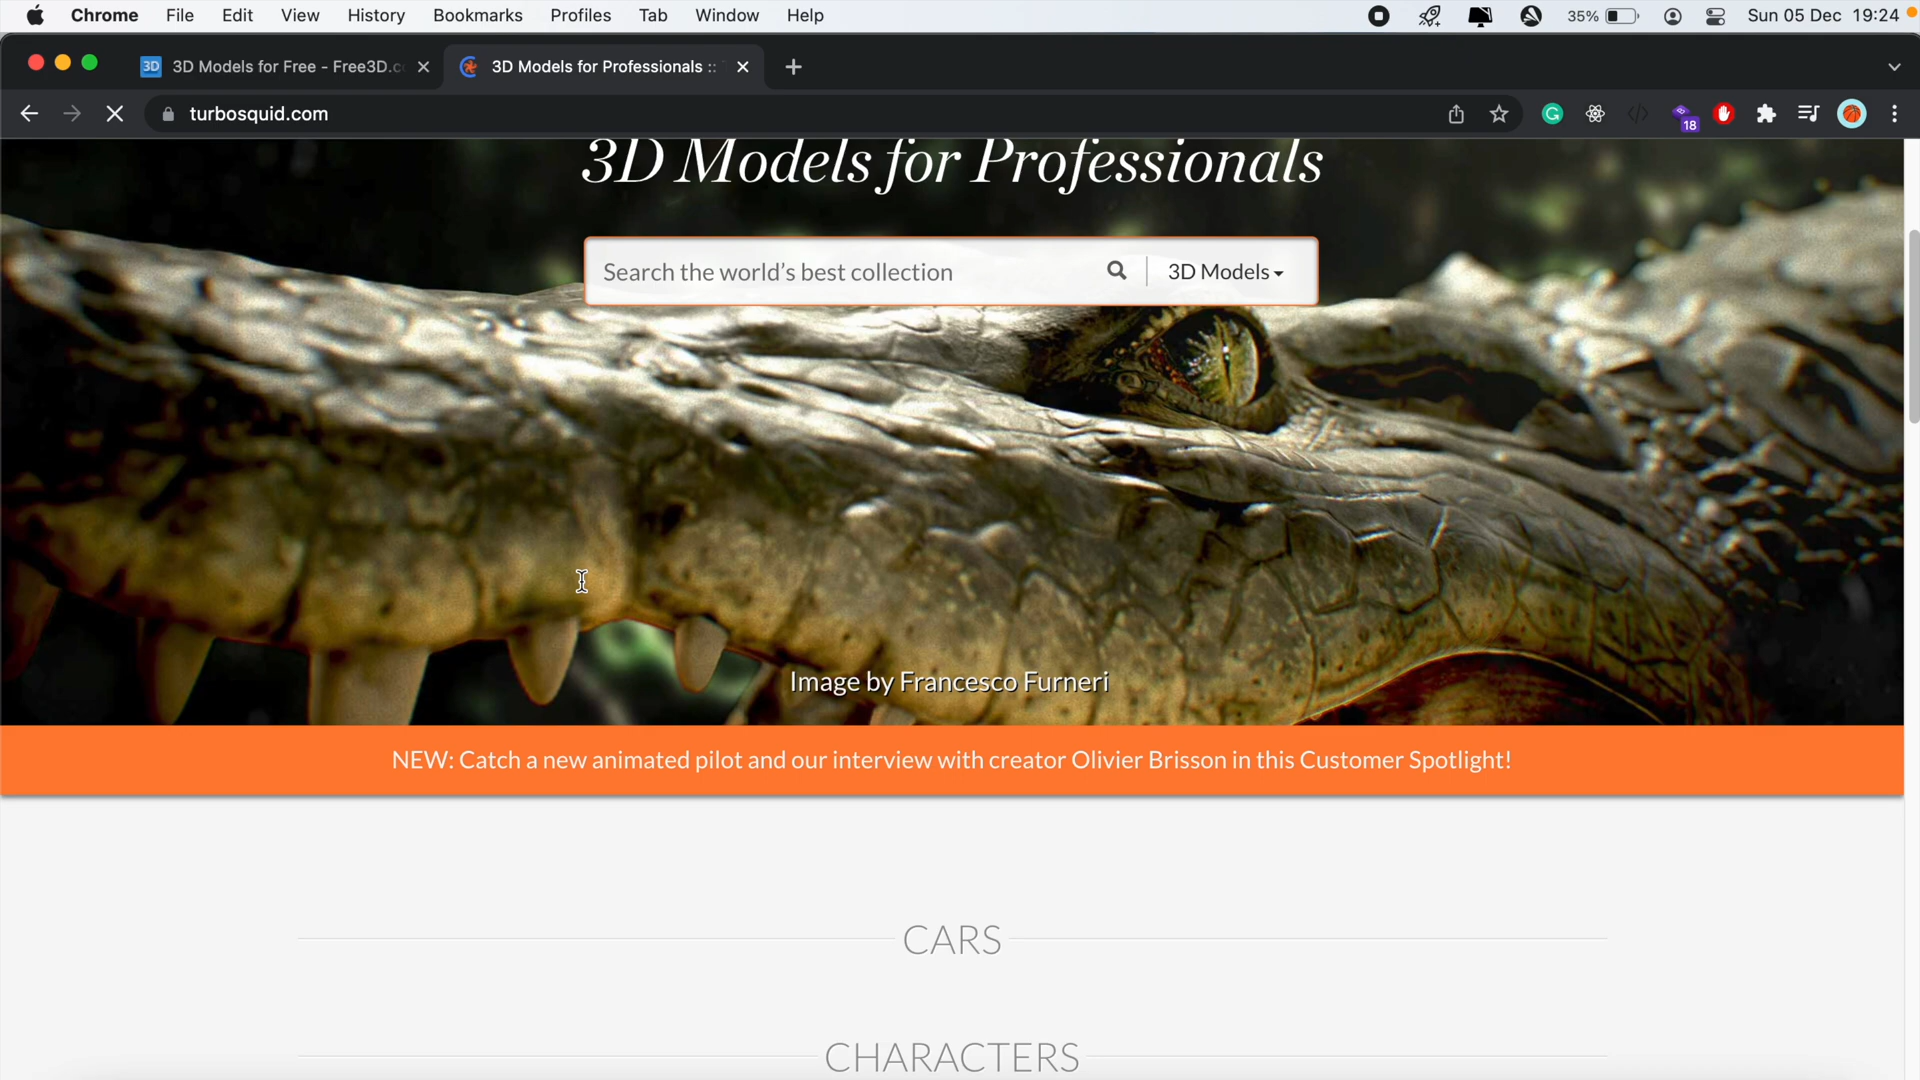 Chrome File Edit View History Bookmarks Profiles Tab Window Help 35% Sun 05 Dec 19:24
3D 3D Models for Free - Free3D.c 3D Models for Professionals ::
turbosquid.com 18
3D Models for Professionals
Search the world's best collection 3D Models
Image by Francesco Furneri
NEW: Catch a new animated pilot and our interview with creator Olivier Brisson in this Customer Spotlight!
CARS
CHARACTERS